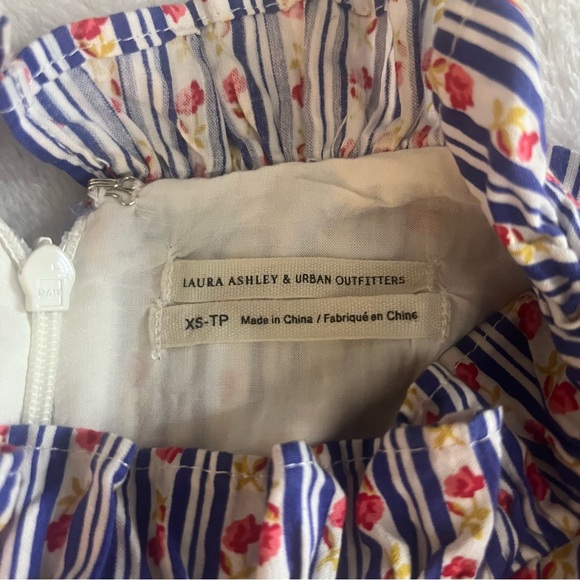 LAURA ASHLEY & URBAN OUTFITTERS
XS-TP Made in China / Fabriqué en Chine